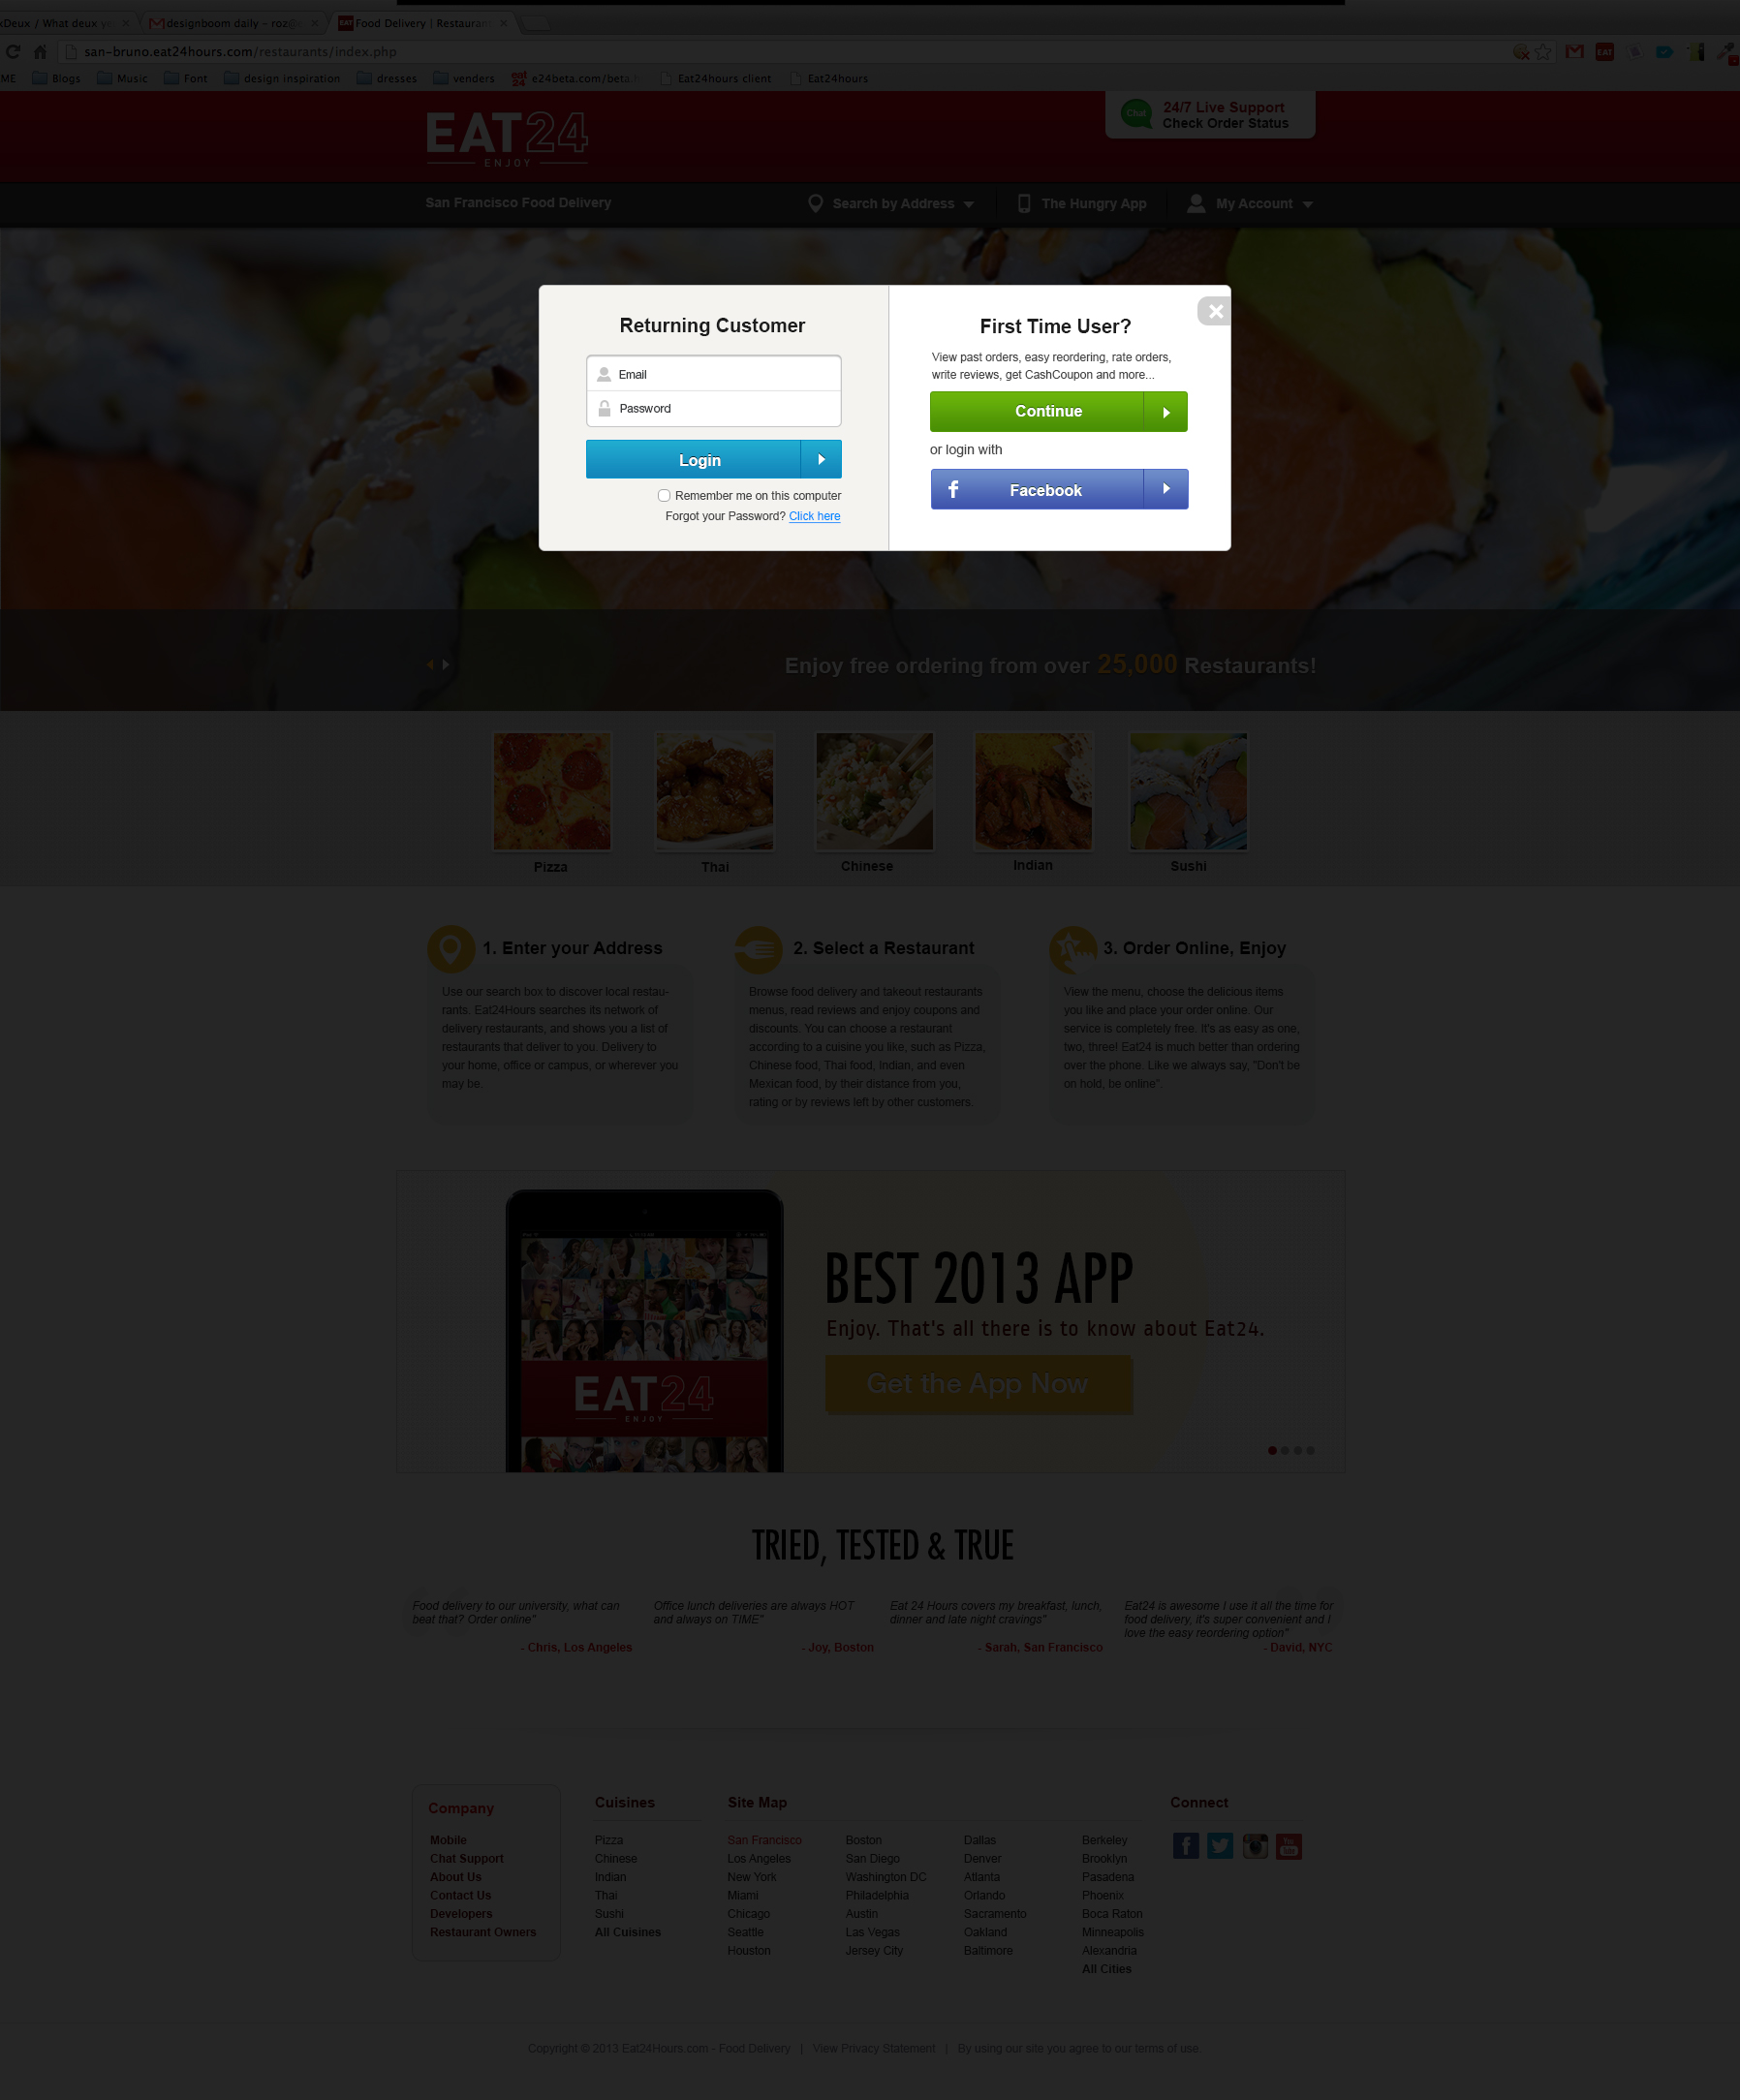 xDeux / What deux y
designboom daily – roz@
Food Delivery | Restauran
san-bruno.eat24hours.com/restaurants/index.php
ME Blogs Music Font design inspiration dresses venders e24beta.com/beta. Eat24hours client Eat24hours
EAT24
ENJOY
Chat
24/7 Live Support
Check Order Status
San Francisco Food Delivery
Search by Address
The Hungry App
My Account
Returning Customer
Email
Password
Login
Remember me on this computer
Forgot your Password? Click here
First Time User?
View past orders, easy reordering, rate orders,
write reviews, get CashCoupon and more...
Continue
or login with
Facebook
Enjoy free ordering from over 25,000 Restaurants!
Pizza
Thai
Chinese
Indian
Sushi
1. Enter your Address
Use our search box to discover local restau-
rants. Eat24Hours searches its network of
delivery restaurants, and shows you a list of
restaurants that deliver to you. Delivery to
your home, office or campus, or wherever you
may be.
2. Select a Restaurant
Browse food delivery and takeout restaurants
menus, read reviews and enjoy coupons and
discounts. You can choose a restaurant
according to a cuisine you like, such as Pizza,
Chinese food, Thai food, Indian, and even
Mexican food, by their distance from you,
rating or by reviews left by other customers.
3. Order Online, Enjoy
View the menu, choose the delicious items
you like and place your order online. Our
service is completely free. It's as easy as one,
two, three! Eat24 is much better than ordering
over the phone. Like we always say, "Don't be
on hold, be online".
EAT24
ENJOY
BEST 2013 APP
Enjoy. That's all there is to know about Eat24.
Get the App Now
TRIED, TESTED & TRUE
Food delivery to our university, what can
beat that? Order online"
- Chris, Los Angeles
Office lunch deliveries are always HOT
and always on TIME"
- Joy, Boston
Eat 24 Hours covers my breakfast, lunch,
dinner and late night cravings"
- Sarah, San Francisco
Eat24 is awesome I use it all the time for
food delivery, it's super convenient and I
love the easy reordering option"
- David, NYC
Company
Mobile
Chat Support
About Us
Contact Us
Developers
Restaurant Owners
Cuisines
Pizza
Chinese
Indian
Thai
Sushi
All Cuisines
Site Map
San Francisco
Los Angeles
New York
Miami
Chicago
Seattle
Houston
Boston
San Diego
Washington DC
Philadelphia
Austin
Las Vegas
Jersey City
Dallas
Denver
Atlanta
Orlando
Sacramento
Oakland
Baltimore
Berkeley
Brooklyn
Pasadena
Phoenix
Boca Raton
Minneapolis
Alexandria
All Cities
Connect
You
Tube
Copyright © 2013 Eat24Hours.com - Food Delivery | View Privacy Statement | By using our site you agree to our terms of use.